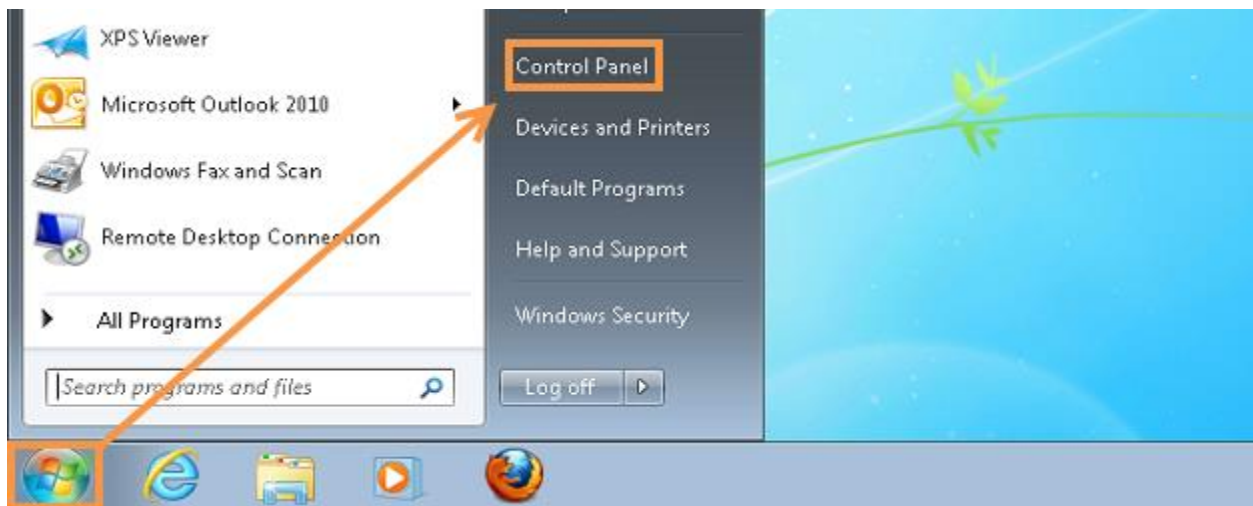 XPS Viewer
Microsoft Outlook 2010
Windows Fax and Scan
Remote Desktop Connection
All Programs
Search programs and files
Control Panel
Devices and Printers
Default Programs
Help and Support
Windows Security
Log off